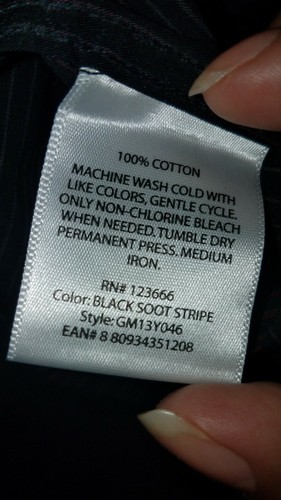 100% COTTON
MACHINE WASH COLD WITH
LIKE COLORS, GENTLE CYCLE.
ONLY NON-CHLORINE BLEACH
WHEN NEEDED. TUMBLE DRY
PERMANENT PRESS. MEDIUM
IRON.
RN# 123666
Color: BLACK SOOT STRIPE
Style: GM13Y046
EAN# 8 80934351208